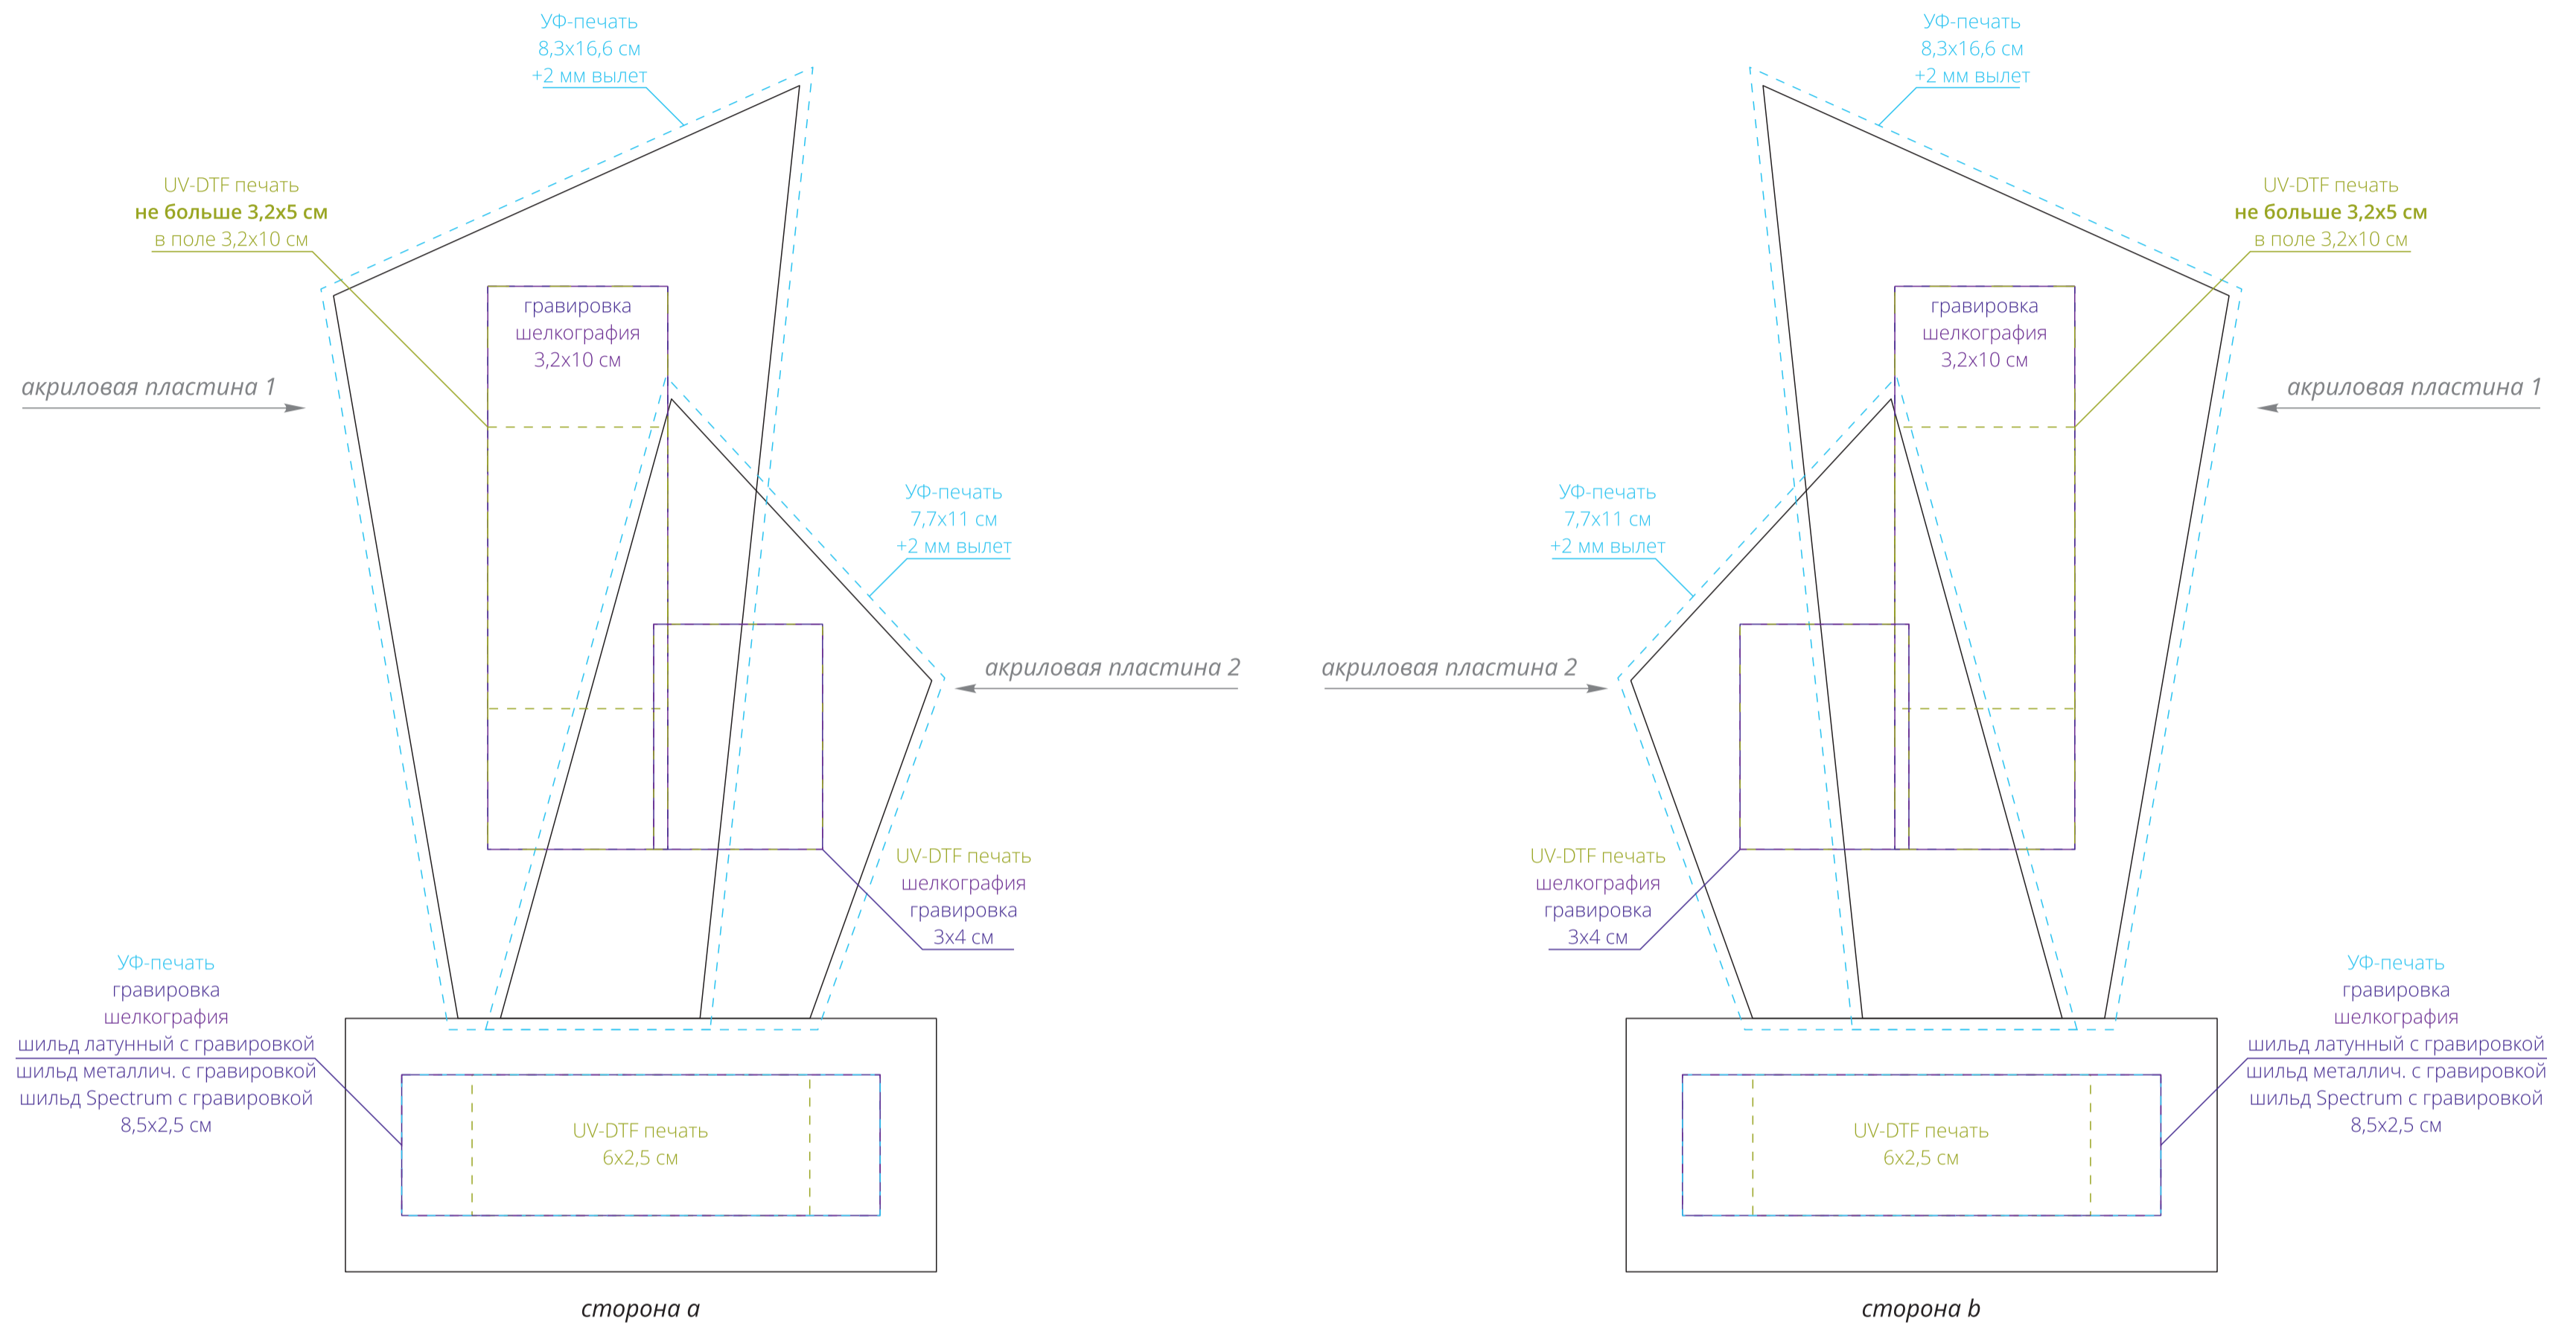 УФ-печать
8,3х16,6 см
+2 мм вылет
UV-DTF печать
не больше 3,2х5 см
в поле 3,2х10 см
гравировка
шелкография
3,2х10 см
акриловая пластина 1
УФ-печать
7,7х11 см
+2 мм вылет
акриловая пластина 2
UV-DTF печать
шелкография
гравировка
3х4 см
УФ-печать
гравировка
шелкография
шильд латунный с гравировкой
шильд металлич. с гравировкой
шильд Spectrum с гравировкой
8,5х2,5 см
UV-DTF печать
6х2,5 см
сторона a
УФ-печать
8,3х16,6 см
+2 мм вылет
UV-DTF печать
не больше 3,2х5 см
в поле 3,2х10 см
гравировка
шелкография
3,2х10 см
акриловая пластина 1
УФ-печать
7,7х11 см
+2 мм вылет
акриловая пластина 2
UV-DTF печать
шелкография
гравировка
3х4 см
УФ-печать
гравировка
шелкография
шильд латунный с гравировкой
шильд металлич. с гравировкой
шильд Spectrum с гравировкой
8,5х2,5 см
UV-DTF печать
6х2,5 см
сторона b